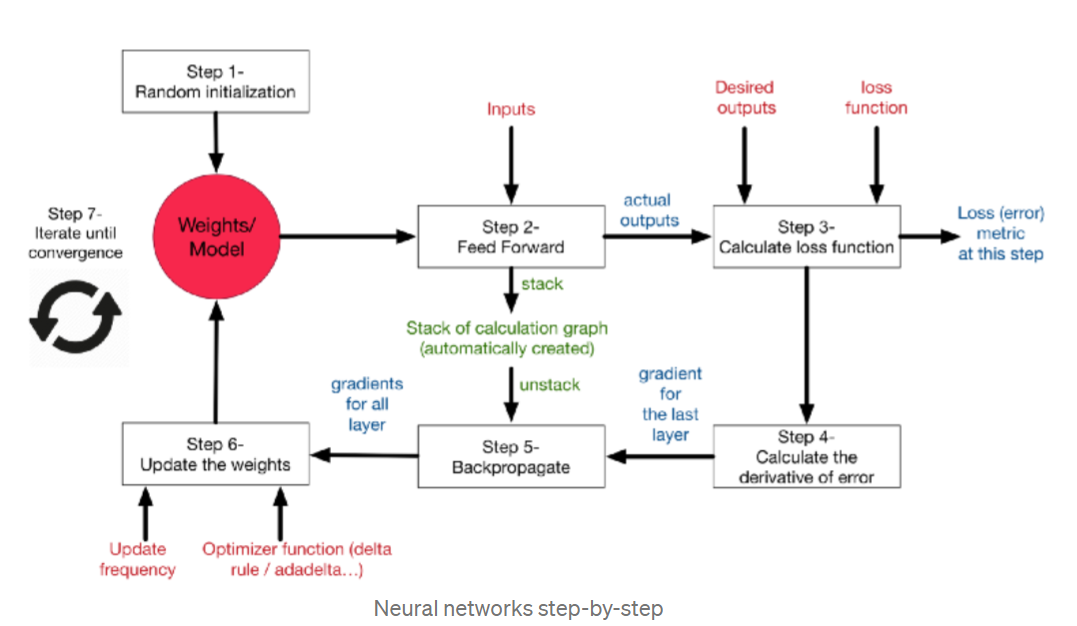 Step 1-
Random initialization
Inputs
Desired
outputs
loss
function
Step 7-
Iterate until
convergence
Weights/
Model
Step 2-
Feed Forward
actual
outputs
Step 3-
Calculate loss function
Loss (error)
metric
at this step
stack
Stack of calculation graph
(automatically created)
unstack
gradients
for all
layer
gradient
for
the last
layer
Step 6-
Update the weights
Step 5-
Backpropagate
Step 4-
Calculate the
derivative of error
Update
frequency
Optimizer function (delta
rule / adadelta...)
Neural networks step-by-step